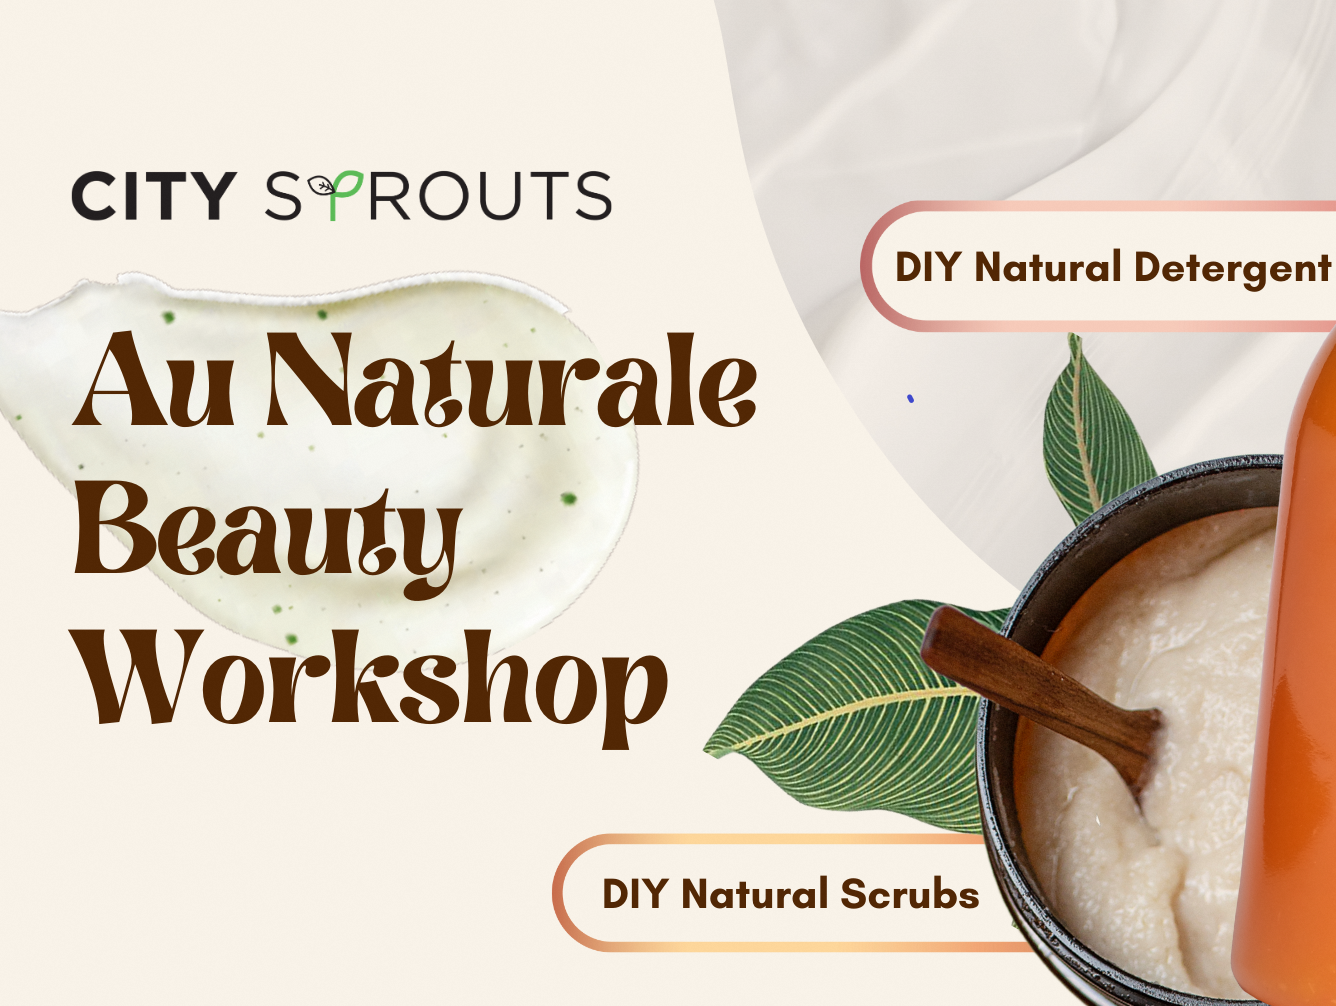 CITY SPROUTS
DIY Natural Detergent
Au Naturale
Beauty
Workshop
DIY Natural Scrubs